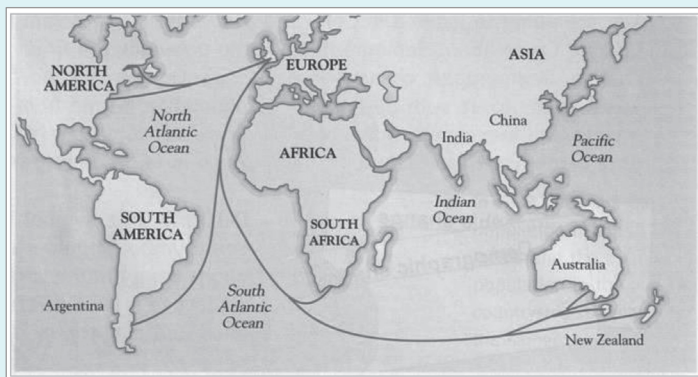 NORTH
AMERICA
EUROPE
ASIA
North
Atlantic
Ocean
China
India
Pacific
Ocean
AFRICA
Indian
Ocean
SOUTH
AMERICA
SOUTH
AFRICA
Australia
Argentina
South
Atlantic
Ocean
New Zealand